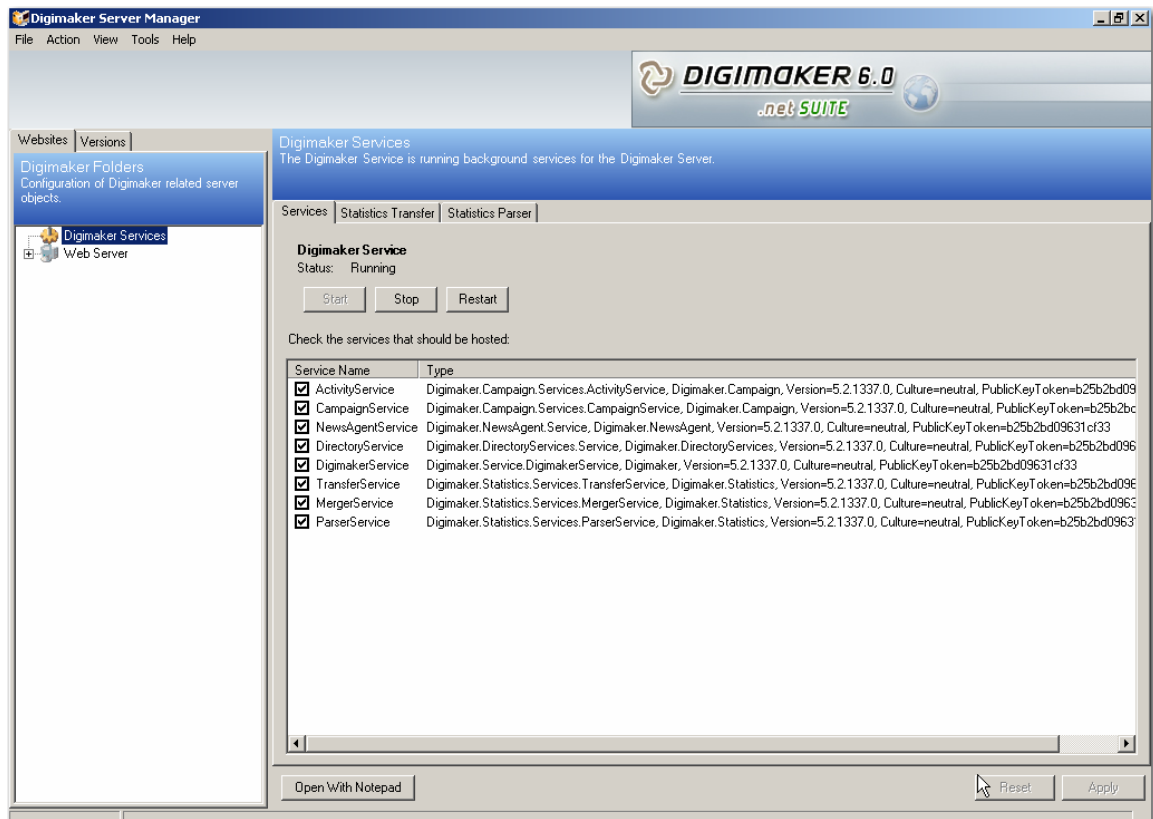 Digimaker Server Manager
File Action View Tools Help
DIGIMAKER 6.0
.net SUITE
Websites Versions
Digimaker Folders
Configuration of Digimaker related server
objects.
Digimaker Services
Web Server
Digimaker Services
The Digimaker Service is running background services for the Digimaker Server.
Services Statistics Transfer Statistics Parser
Digimaker Service
Status: Running
Start Stop Restart
Check the services that should be hosted:
Service Name Type
ActivityService Digimaker.Campaign.Services.ActivityService, Digimaker.Campaign, Version=5.2.1337.0, Culture=neutral, PublicKeyToken=b25b2bd09
CampaignService Digimaker.Campaign.Services.CampaignService, Digimaker.Campaign, Version=5.2.1337.0, Culture=neutral, PublicKeyToken=b25b2bc
NewsAgentService Digimaker.NewsAgent.Service, Digimaker.NewsAgent, Version=5.2.1337.0, Culture=neutral, PublicKeyToken=b25b2bd09631cf33
DirectoryService Digimaker.DirectoryServices.Service, Digimaker.DirectoryServices, Version=5.2.1337.0, Culture=neutral, PublicKeyToken=b25b2bd096
DigimakerService Digimaker.Service.DigimakerService, Digimaker, Version=5.2.1337.0, Culture=neutral, PublicKeyToken=b25b2bd09631cf33
TransferService Digimaker.Statistics.Services.TransferService, Digimaker.Statistics, Version=5.2.1337.0, Culture=neutral, PublicKeyToken=b25b2bd096
MergerService Digimaker.Statistics.Services.MergerService, Digimaker.Statistics, Version=5.2.1337.0, Culture=neutral, PublicKeyToken=b25b2bd0963
ParserService Digimaker.Statistics.Services.ParserService, Digimaker.Statistics, Version=5.2.1337.0, Culture=neutral, PublicKeyToken=b25b2bd0963
Open With Notepad Reset Apply